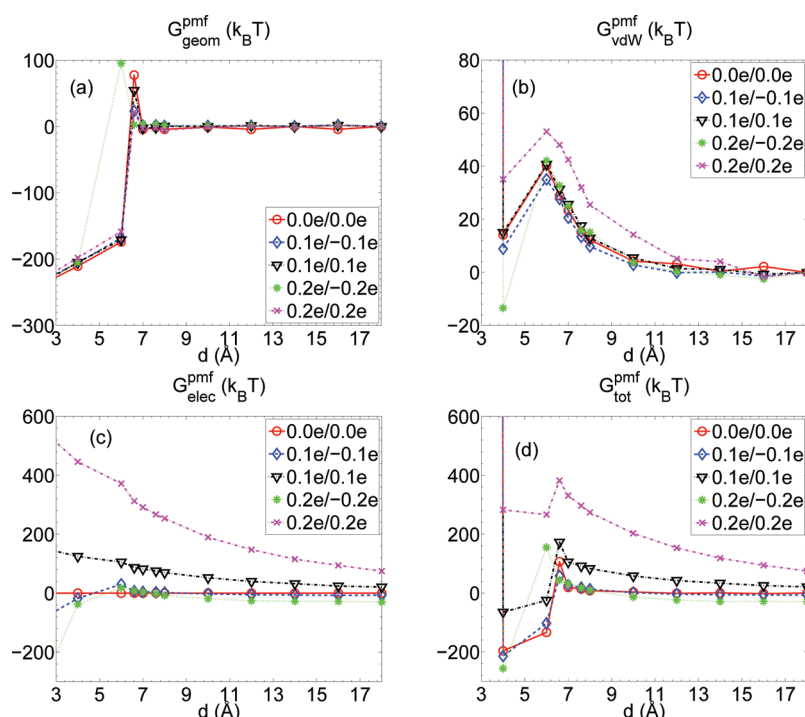 G^pmf_geom (k_BT)
100
0
−100
−200
−300
(a)
0.0e/0.0e
0.1e/−0.1e
0.1e/0.1e
0.2e/−0.2e
0.2e/0.2e
3 5 7 9 11 13 15 17
d (Å)
G^pmf_vdW (k_BT)
80
60
40
20
0
−20
(b)
0.0e/0.0e
0.1e/−0.1e
0.1e/0.1e
0.2e/−0.2e
0.2e/0.2e
3 5 7 9 11 13 15 17
d (Å)
G^pmf_elec (k_BT)
600
400
200
0
−200
(c)
0.0e/0.0e
0.1e/−0.1e
0.1e/0.1e
0.2e/−0.2e
0.2e/0.2e
3 5 7 9 11 13 15 17
d (Å)
G^pmf_tot (k_BT)
600
400
200
0
−200
(d)
0.0e/0.0e
0.1e/−0.1e
0.1e/0.1e
0.2e/−0.2e
0.2e/0.2e
3 5 7 9 11 13 15 17
d (Å)